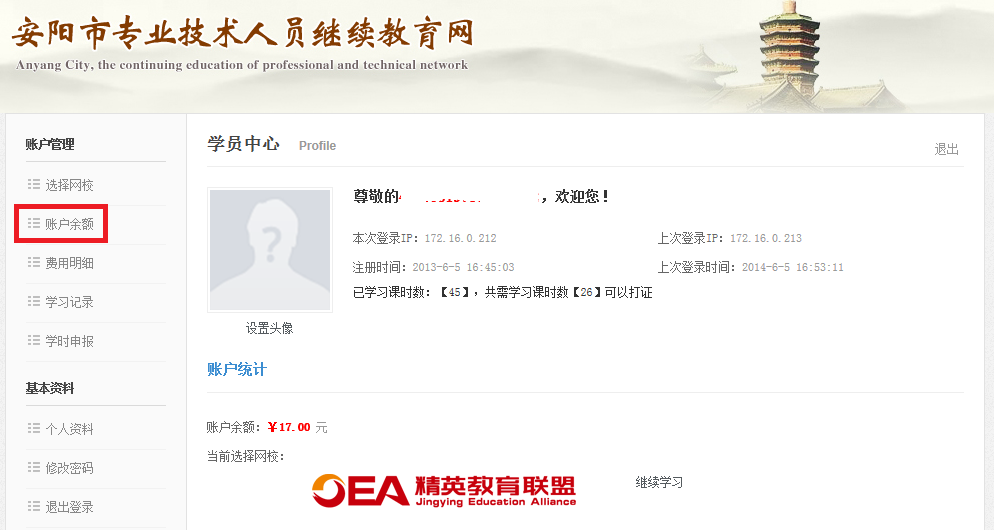 安阳市专业技术人员继续教育网
Anyang City, the continuing education of professional and technical network
账户管理
选择网校
账户余额
费用明细
学习记录
学时申报
基本资料
个人资料
修改密码
退出登录
学员中心 Profile
退出
尊敬的 ，欢迎您！
本次登录IP：172.16.0.212 上次登录IP：172.16.0.213
注册时间：2013-6-5 16:45:03 上次登录时间：2014-6-5 16:53:11
已学习课时数：【45】，共需学习课时数【26】可以打证
设置头像
账户统计
账户余额：￥17.00 元
当前选择网校：
OEA 精英教育联盟
Jingying Education Alliance
继续学习